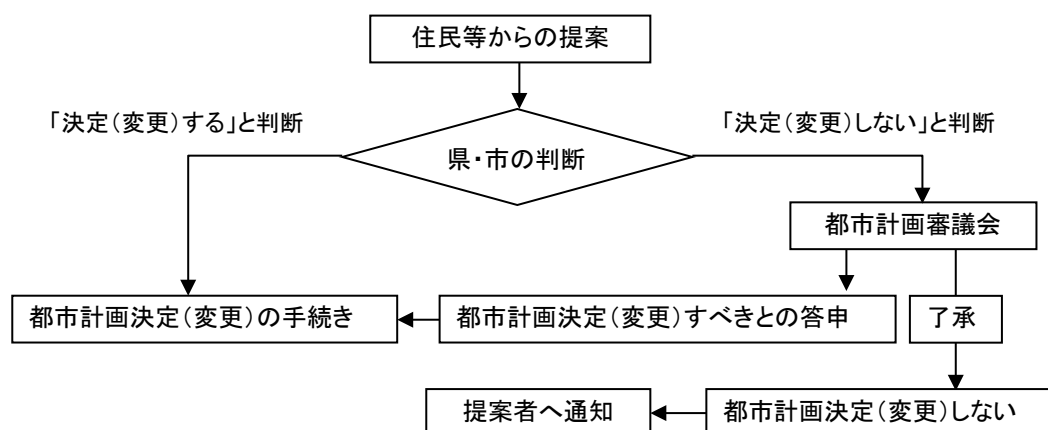 住民等からの提案
「決定（変更）する」と判断
「決定（変更）しない」と判断
県・市の判断
都市計画審議会
都市計画決定（変更）の手続き
都市計画決定（変更）すべきとの答申
了承
提案者へ通知
都市計画決定（変更）しない